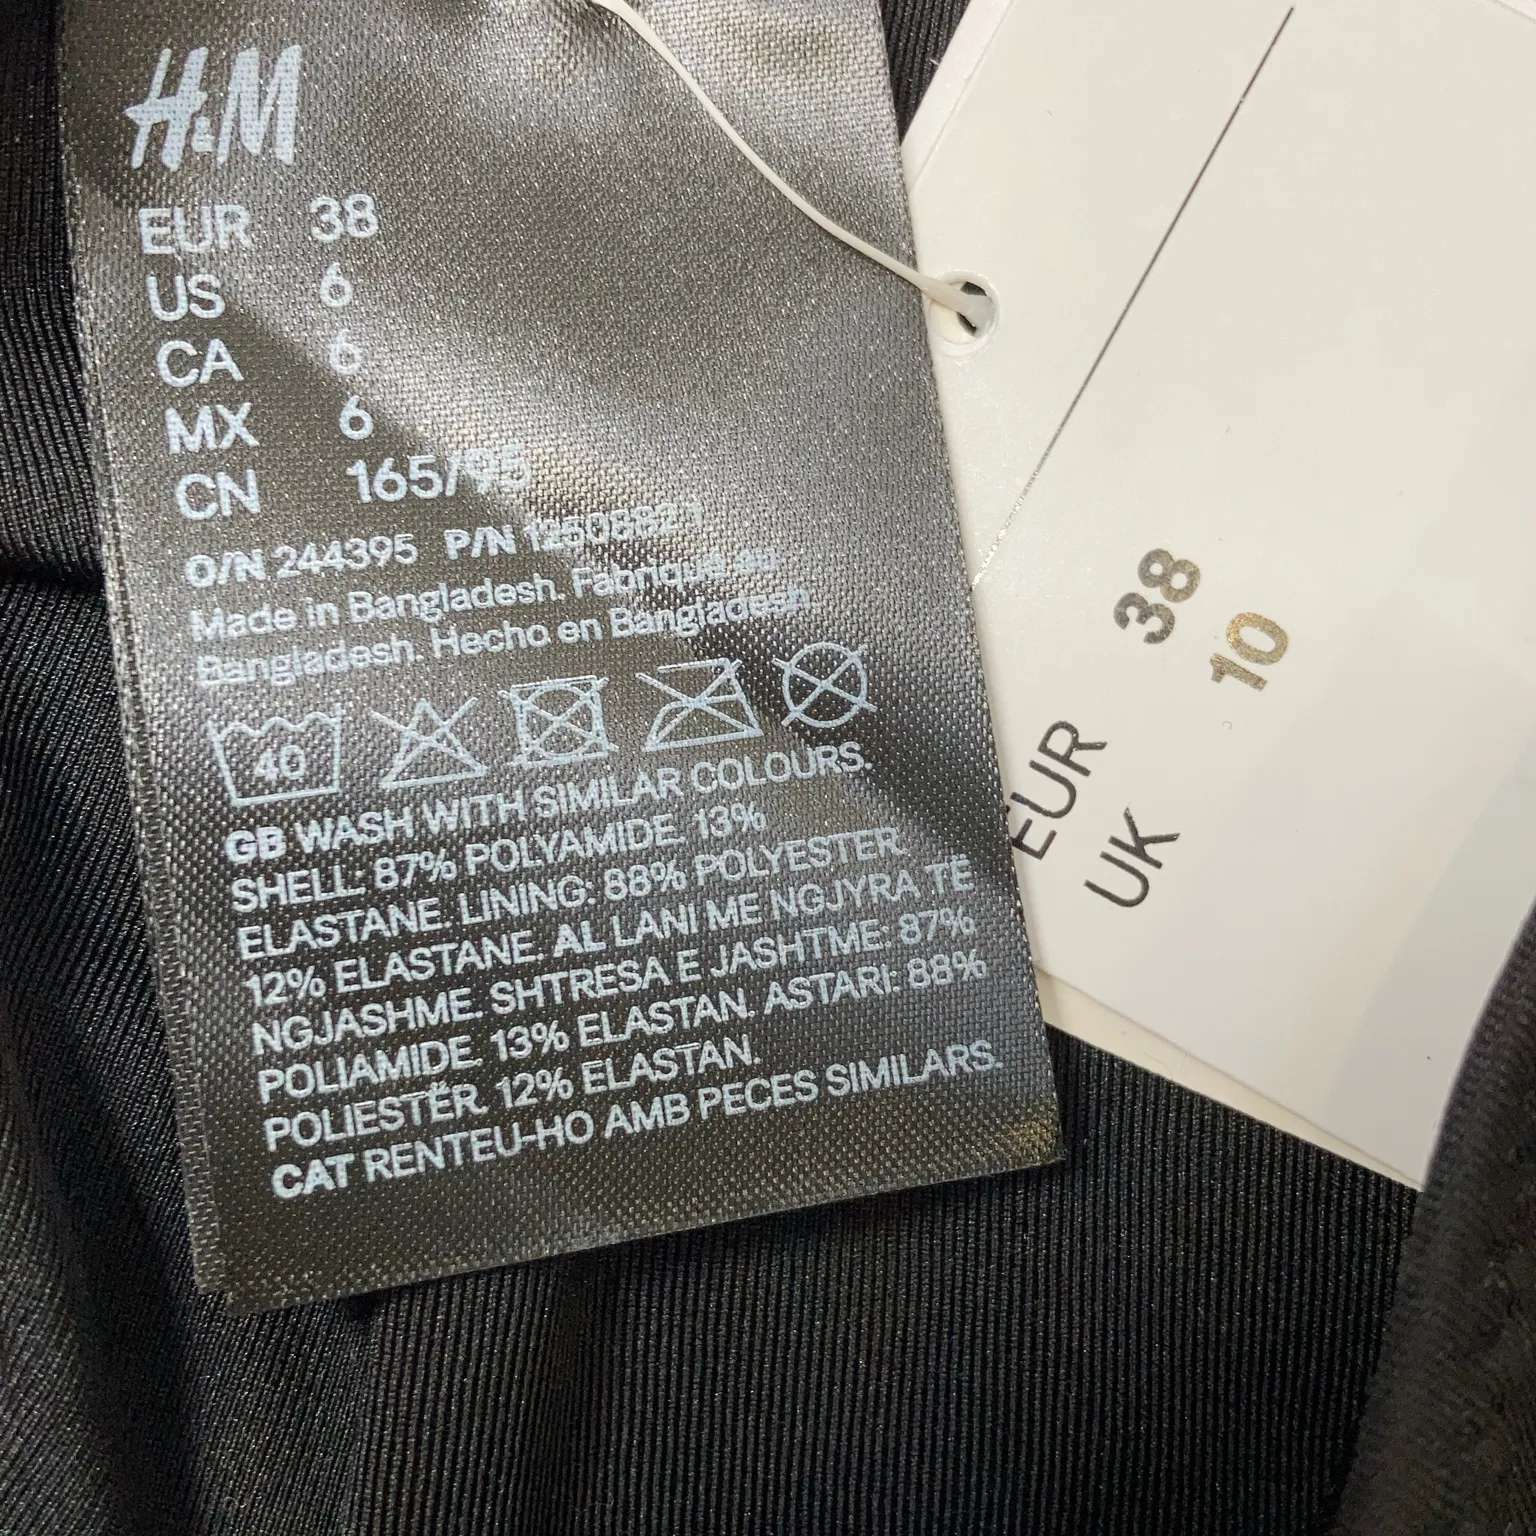 H&M
EUR 38
US 6
CA 6
MX 6
CN 165/95
O/N 244395 P/N
Made in Bangladesh. Fabriqué au
Bangladesh. Hecho en Bangladesh
40
GB WASH WITH SIMILAR COLOURS.
SHELL: 87% POLYAMIDE. 13%
ELASTANE. LINING: 88% POLYESTER.
12% ELASTANE. AL LANI ME NGJYRA TË
NGJASHME. SHTRESA E JASHTME: 87%
POLIAMIDE. 13% ELASTAN. ASTARI: 88%
POLIESTËR. 12% ELASTAN.
CAT RENTEU-HO AMB PECES SIMILARS.
EUR 38
UK 10